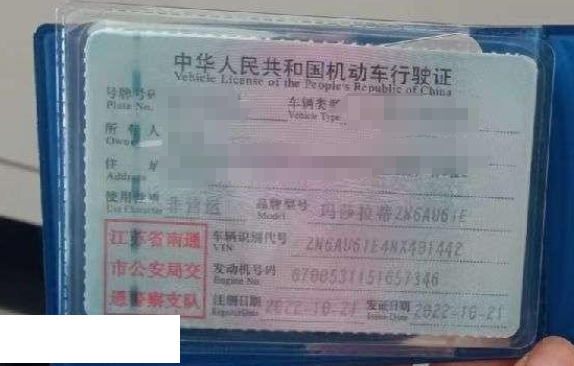 中华人民共和国机动车行驶证
Vehicle License of the People's Republic of China
号牌号码 车辆类型
Plate No. Vehicle Type
所有人
Owner
住
Address
使用性质 非营运 品牌型号 玛莎拉蒂ZN6AU61E
Use Character Model
江苏省南通
市公安局交
通警察支队
车辆识别代号
VIN
发动机号码
Engine No.
注册日期 2022-10-21 发证日期 2022-10-21
Register Date Issue Date